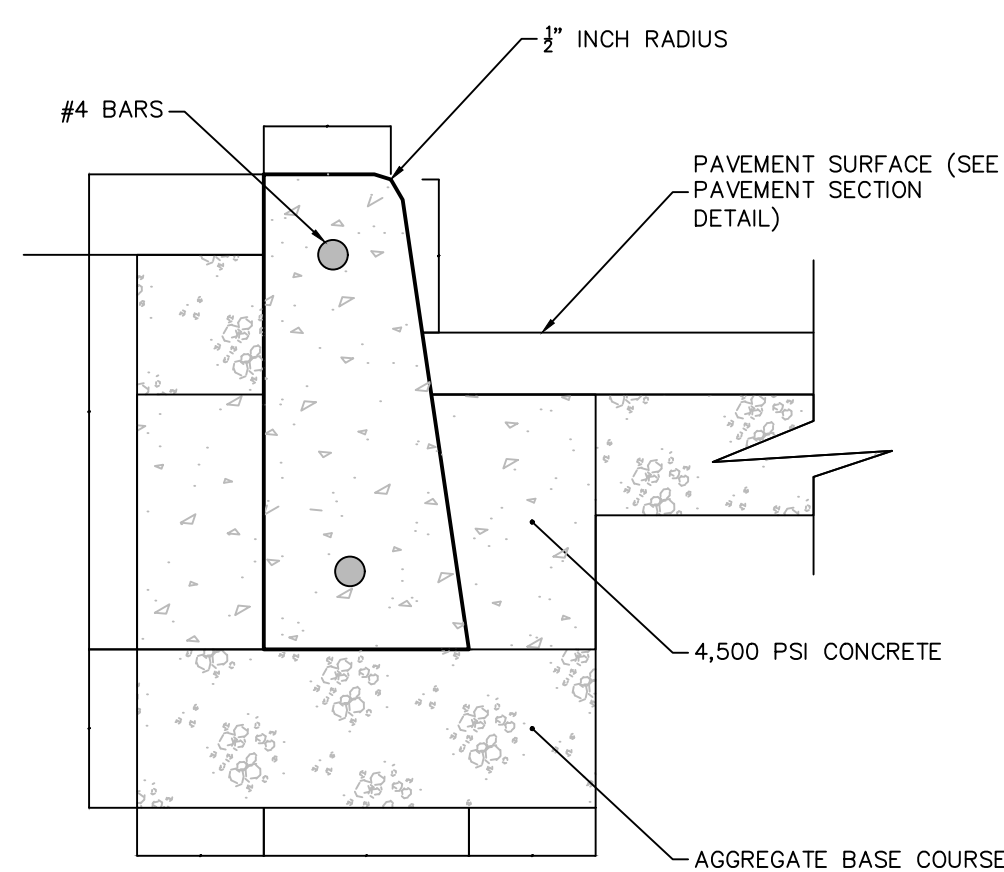 ½" INCH RADIUS
#4 BARS
PAVEMENT SURFACE (SEE
PAVEMENT SECTION
DETAIL)
4,500 PSI CONCRETE
AGGREGATE BASE COURSE